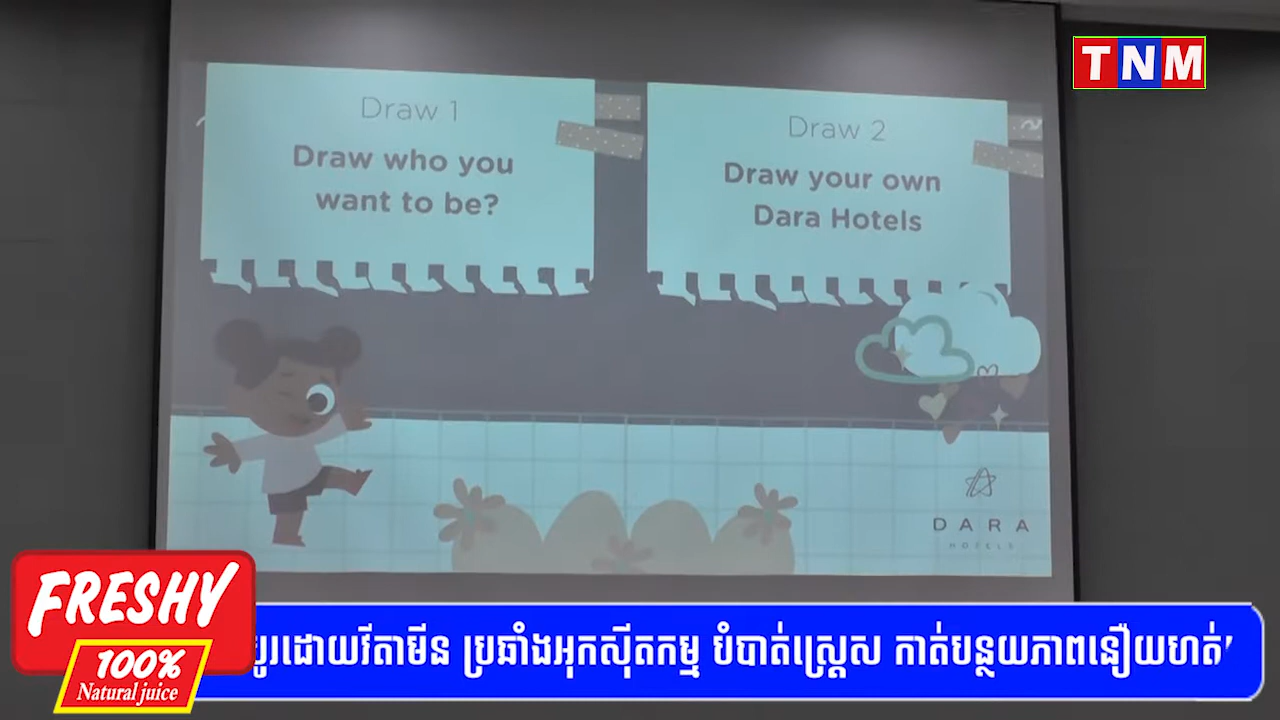 TNM
Draw 1
Draw who you
want to be?
Draw 2
Draw your own
Dara Hotels
DARA
HOTELS
FRESHY
100%
Natural juice
ដោយវីតាមីន ប្រឆាំងអុកស៊ីតកម្ម បំបាត់ស្ត្រេស កាត់បន្ថយភាពនឿយហត់